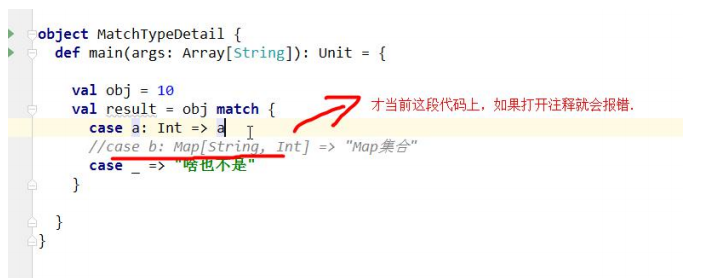 object MatchTypeDetail {
def main(args: Array[String]): Unit = {
val obj = 10
val result = obj match {
才当前这段代码上，如果打开注释就会报错.
case a: Int => a
//case b: Map[String, Int] => "Map集合"
case _ => "啥也不是"
}
}
}